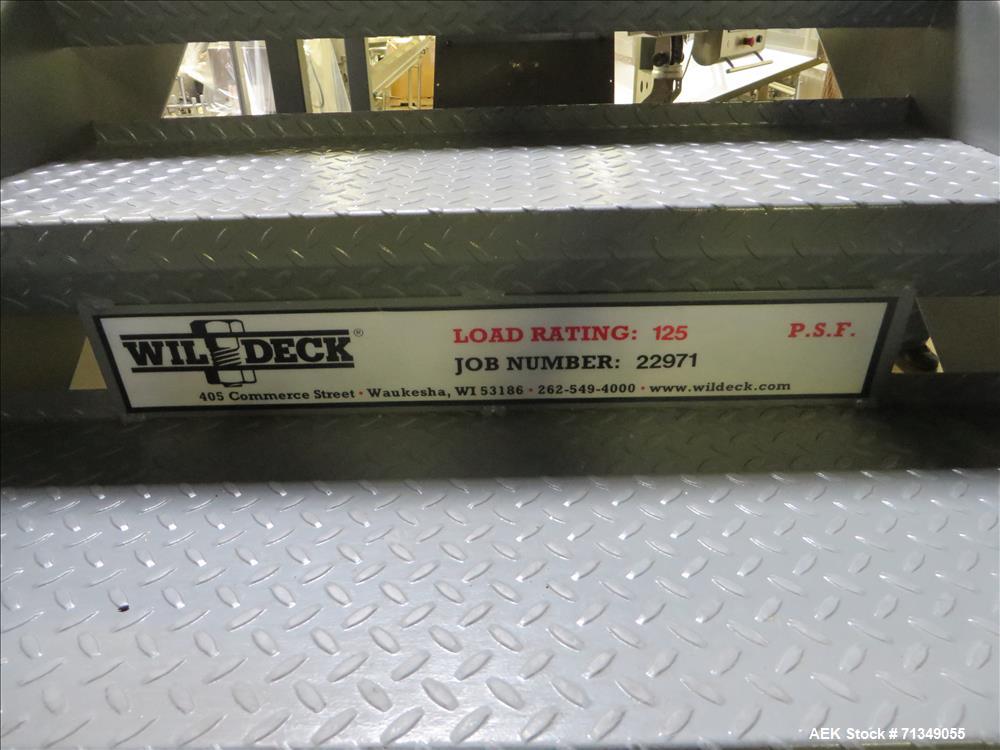 WILDECK®
LOAD RATING: 125 P.S.F.
JOB NUMBER: 22971
405 Commerce Street • Waukesha, WI 53186 • 262-549-4000 • www.wildeck.com
AEK Stock #71349055